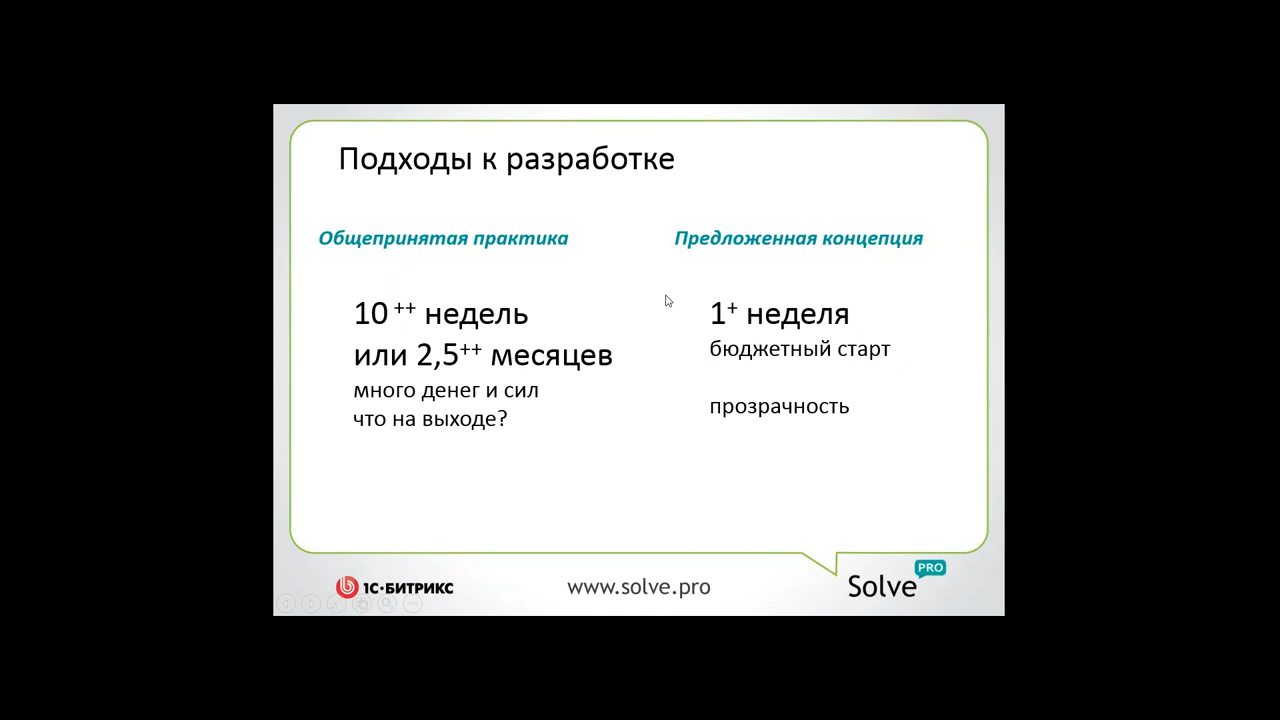 Подходы к разработке
Общепринятая практика
10 ++ недель
или 2,5++ месяцев
много денег и сил
что на выходе?
Предложенная концепция
1+ неделя
бюджетный старт
прозрачность
1С·БИТРИКС
www.solve.pro
Solve PRO